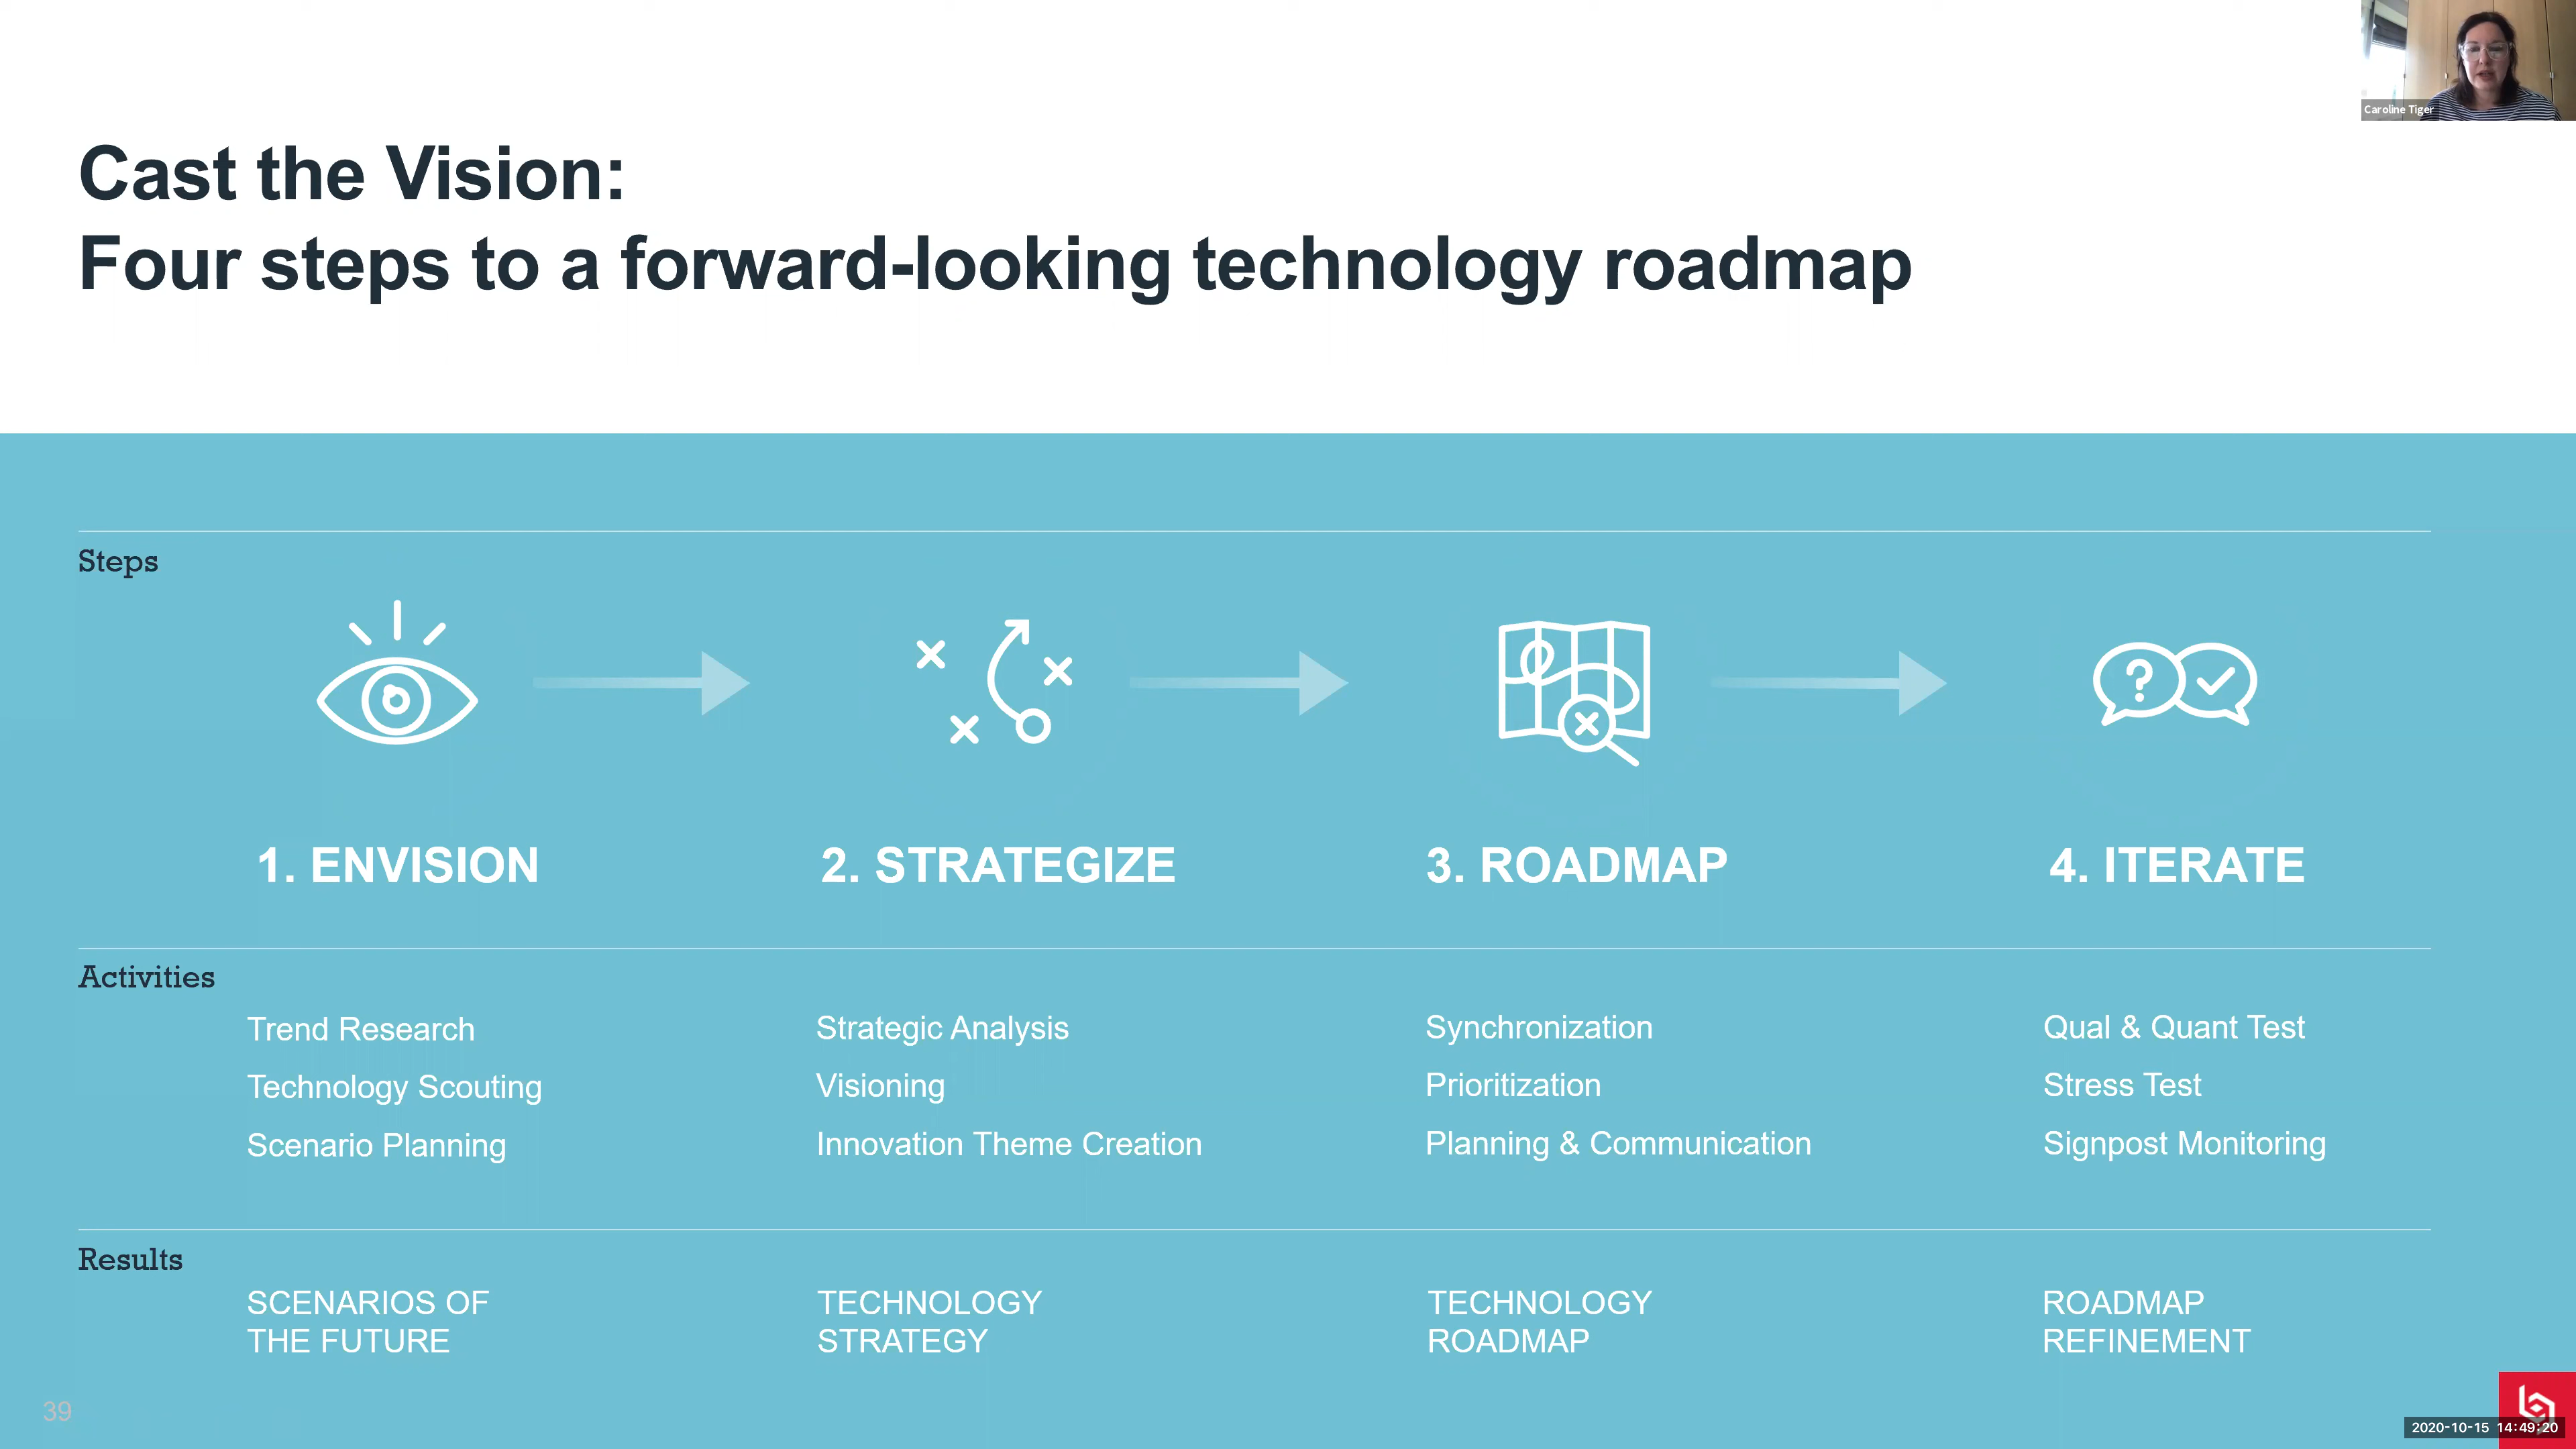 Caroline Tiger
Cast the Vision:
Four steps to a forward-looking technology roadmap
Steps
1. ENVISION
2. STRATEGIZE
3. ROADMAP
4. ITERATE
Activities
Trend Research
Technology Scouting
Scenario Planning
Strategic Analysis
Visioning
Innovation Theme Creation
Synchronization
Prioritization
Planning & Communication
Qual & Quant Test
Stress Test
Signpost Monitoring
Results
SCENARIOS OF
THE FUTURE
TECHNOLOGY
STRATEGY
TECHNOLOGY
ROADMAP
ROADMAP
REFINEMENT
39
2020-10-15 14:49:20